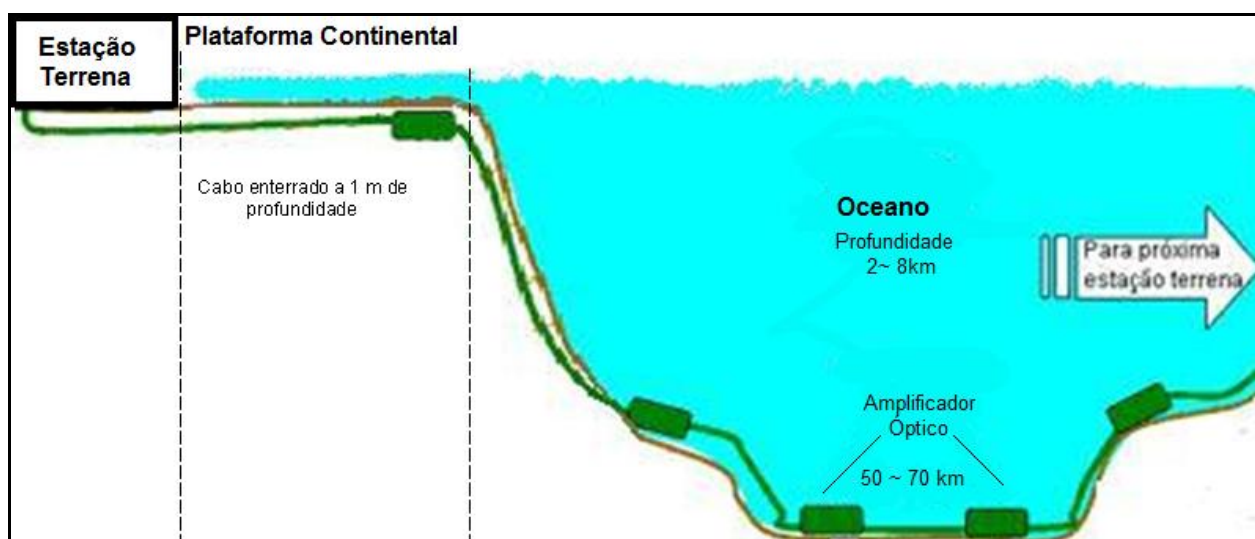 Estação
Terrena
Plataforma Continental
Cabo enterrado a 1 m de
profundidade
Oceano
Profundidade
2~ 8km
Para próxima
estação terrena
Amplificador
Óptico
50 ~ 70 km